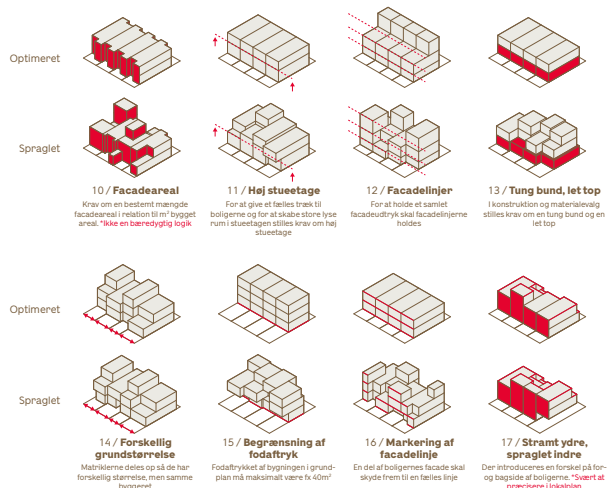 Optimeret
Spraglet
10 / Facadeareal
Krav om en bestemt mængde
facadeareal i relation til m² bygget
areal. *Ikke en bæredygtig logik
11 / Høj stueetage
For at give et fælles træk til
boligerne og for at skabe store lyse
rum i stueetagen stilles krav om høj
stueetage
12 / Facadelinjer
For at holde et samlet
facadeudtryk skal facadelinjerne
holdes
13 / Tung bund, let top
I konstruktion og materialevalg
stilles krav om en tung bund og en
let top
Optimeret
Spraglet
14 / Forskellig
grundstørrelse
Matriklerne deles op så de har
forskellig størrelse, men samme
byggeret
15 / Begrænsning af
fodaftryk
Fodaftrykket af bygningen i grund-
plan må maksimalt være fx 40m²
16 / Markering af
facadelinje
En del af boligernes facade skal
skyde frem til en fælles linje
17 / Stramt ydre,
spraglet indre
Der introduceres en forskel på for-
og bagside af boligerne. *Svært at
præcisere i lokalplan